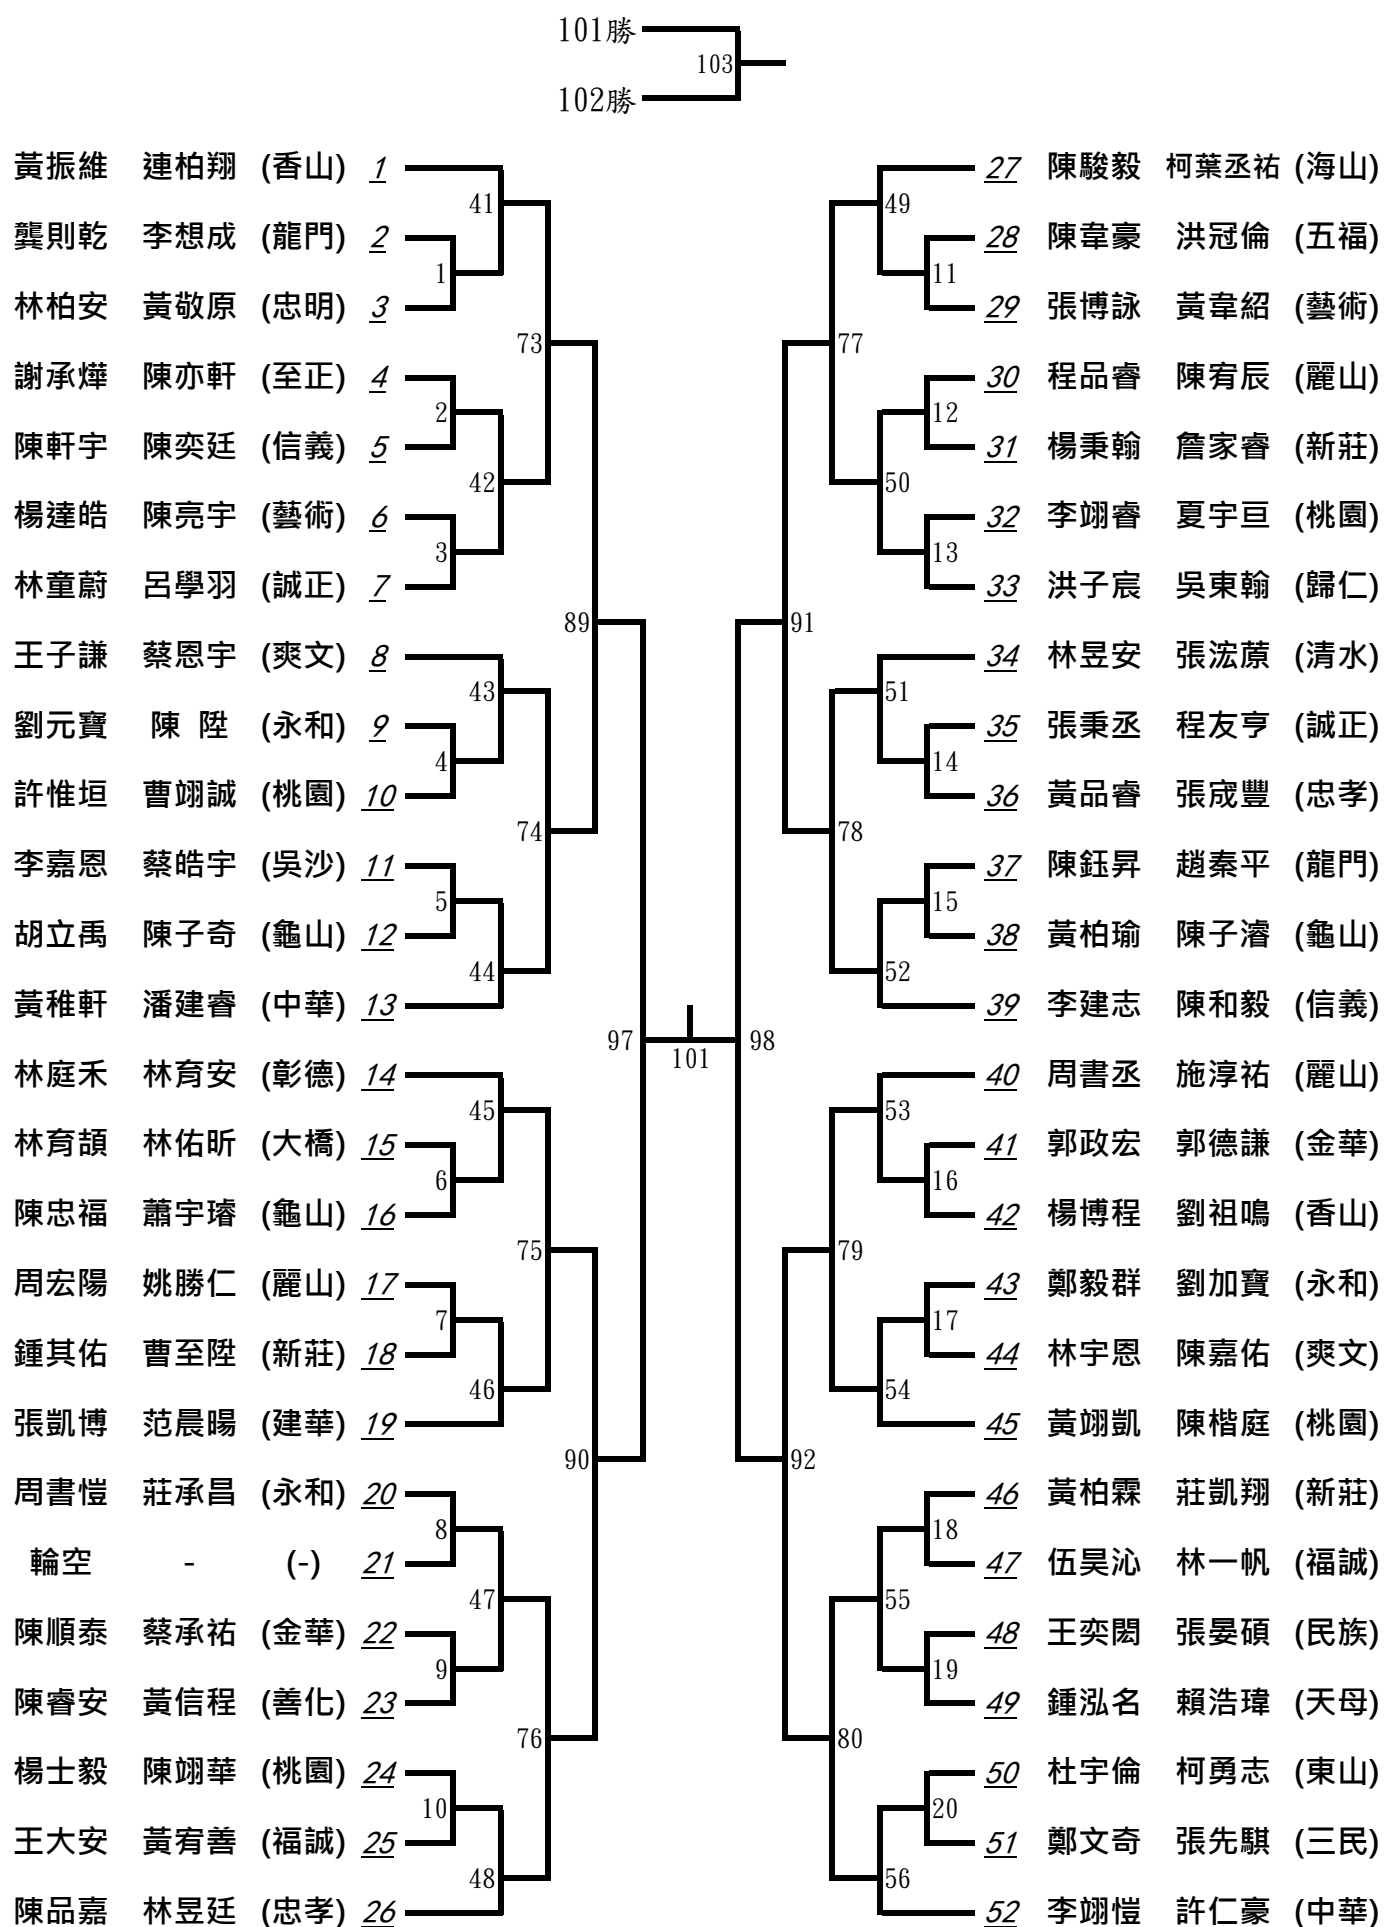 101勝
103
102勝
黃振維 連柏翔 (香山) 1
27 陳駿毅 柯葉丞祐 (海山)
41
49
龔則乾 李想成 (龍門) 2
28 陳韋豪 洪冠倫 (五福)
1
11
林柏安 黃敬原 (忠明) 3
29 張博詠 黃韋紹 (藝術)
73
77
謝承燁 陳亦軒 (至正) 4
30 程品睿 陳宥辰 (麗山)
2
12
陳軒宇 陳奕廷 (信義) 5
31 楊秉翰 詹家睿 (新莊)
42
50
楊達皓 陳亮宇 (藝術) 6
32 李翊睿 夏宇亘 (桃園)
3
13
林童蔚 呂學羽 (誠正) 7
33 洪子宸 吳東翰 (歸仁)
89
91
王子謙 蔡恩宇 (爽文) 8
34 林昱安 張浤蒝 (清水)
43
51
劉元寶 陳 陞 (永和) 9
35 張秉丞 程友亨 (誠正)
4
14
許惟垣 曹翊誠 (桃園) 10
36 黃品睿 張宬豐 (忠孝)
74
78
李嘉恩 蔡皓宇 (吳沙) 11
37 陳鈺昇 趙秦平 (龍門)
5
15
胡立禹 陳子奇 (龜山) 12
38 黃柏瑜 陳子濬 (龜山)
44
52
黃稚軒 潘建睿 (中華) 13
39 李建志 陳和毅 (信義)
97
101
98
林庭禾 林育安 (彰德) 14
40 周書丞 施淳祐 (麗山)
45
53
林育頡 林佑昕 (大橋) 15
41 郭政宏 郭德謙 (金華)
6
16
陳忠福 蕭宇璿 (龜山) 16
42 楊博程 劉祖鳴 (香山)
75
79
周宏陽 姚勝仁 (麗山) 17
43 鄭毅群 劉加寶 (永和)
7
17
鍾其佑 曹至陞 (新莊) 18
44 林宇恩 陳嘉佑 (爽文)
46
54
張凱博 范晨暘 (建華) 19
45 黃翊凱 陳楷庭 (桃園)
90
92
周書愷 莊承昌 (永和) 20
46 黃柏霖 莊凱翔 (新莊)
8
18
輪空 - (-) 21
47 伍昊沁 林一帆 (福誠)
47
55
陳順泰 蔡承祐 (金華) 22
48 王奕閎 張晏碩 (民族)
9
19
陳睿安 黃信程 (善化) 23
49 鍾泓名 賴浩瑋 (天母)
76
80
楊士毅 陳翊華 (桃園) 24
50 杜宇倫 柯勇志 (東山)
10
20
王大安 黃宥善 (福誠) 25
51 鄭文奇 張先騏 (三民)
48
56
陳品嘉 林昱廷 (忠孝) 26
52 李翊愷 許仁豪 (中華)